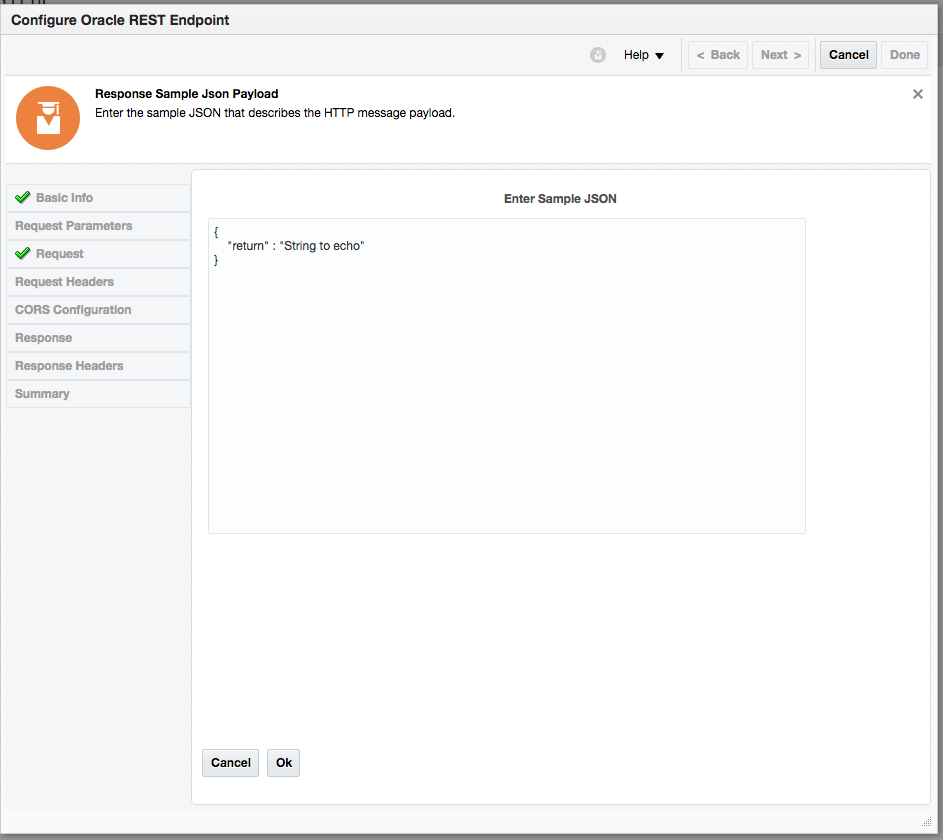 Configure Oracle REST Endpoint
Help
< Back
Next >
Cancel
Done
Response Sample Json Payload
Enter the sample JSON that describes the HTTP message payload.
Basic Info
Request Parameters
Request
Request Headers
CORS Configuration
Response
Response Headers
Summary
Enter Sample JSON
{
"return" : "String to echo"
}
Cancel
Ok